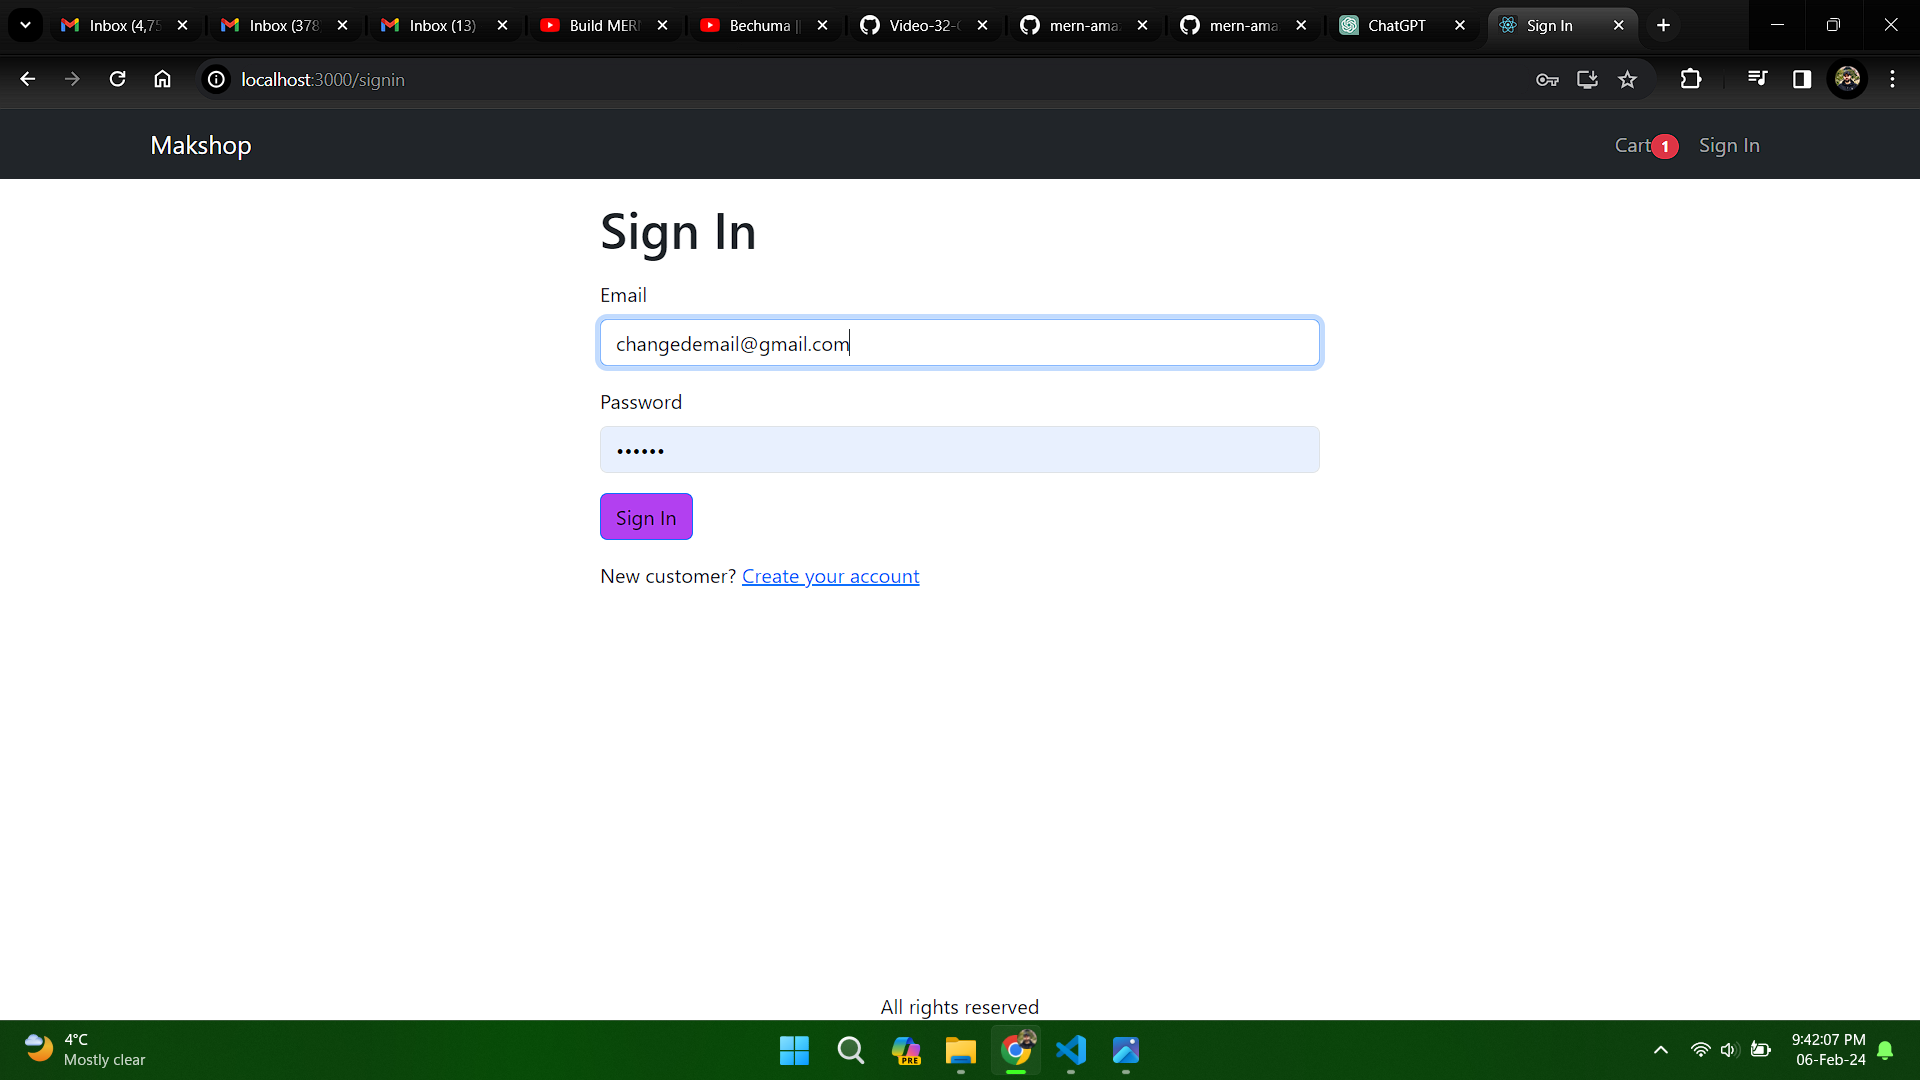 Inbox (4,75
Inbox (378
Inbox (13)
Build MERN
Bechuma ||
Video-32-
mern-ama
mern-ama
ChatGPT
Sign In
localhost:3000/signin
Makshop
Cart 1
Sign In
Sign In
Email
changedemail@gmail.com
Password
••••••
Sign In
New customer? Create your account
All rights reserved
4°C
Mostly clear
PRE
9:42:07 PM
06-Feb-24